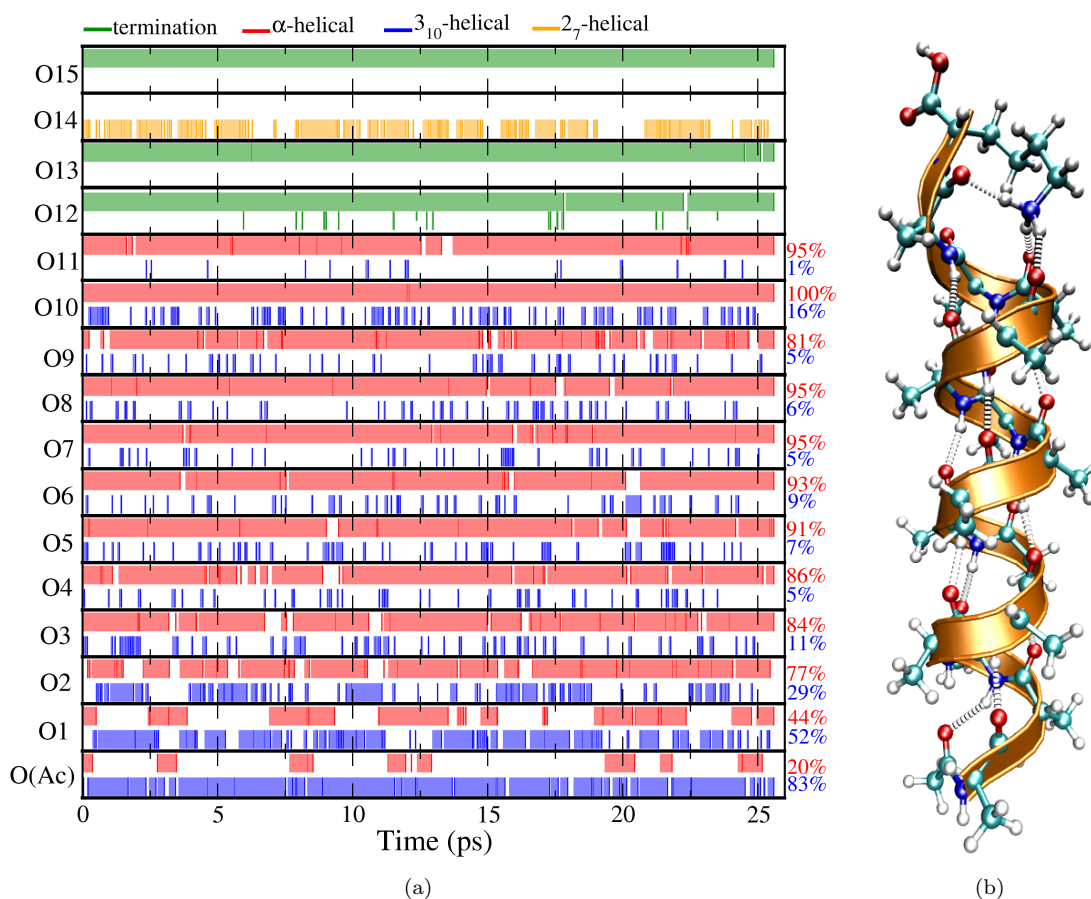 termination α-helical 3₁₀-helical 2₇-helical
O15
O14
O13
O12
O11 95% 1%
O10 100% 16%
O9 81% 5%
O8 95% 6%
O7 95% 5%
O6 93% 9%
O5 91% 7%
O4 86% 5%
O3 84% 11%
O2 77% 29%
O1 44% 52%
O(Ac) 20% 83%
0 5 10 15 20 25
Time (ps)
(a) (b)